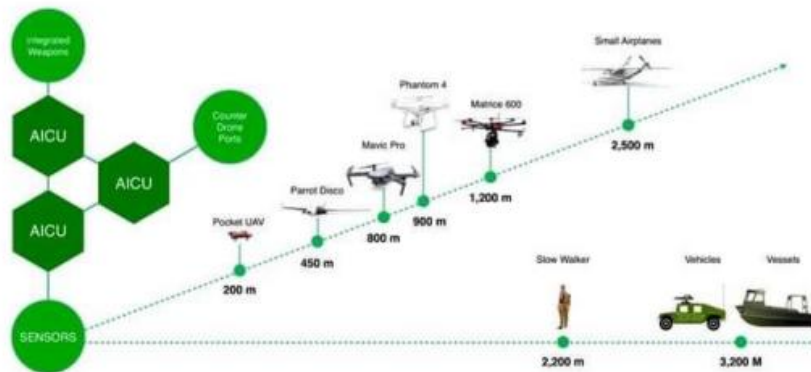 Integrated
Weapons
AICU
Counter
Drone
Ports
AICU
AICU
SENSORS
Pocket UAV
200 m
Parrot Disco
450 m
Mavic Pro
800 m
Phantom 4
900 m
Matrice 600
1,200 m
Small Airplanes
2,500 m
Slow Walker
2,200 m
Vehicles
Vessels
3,200 M